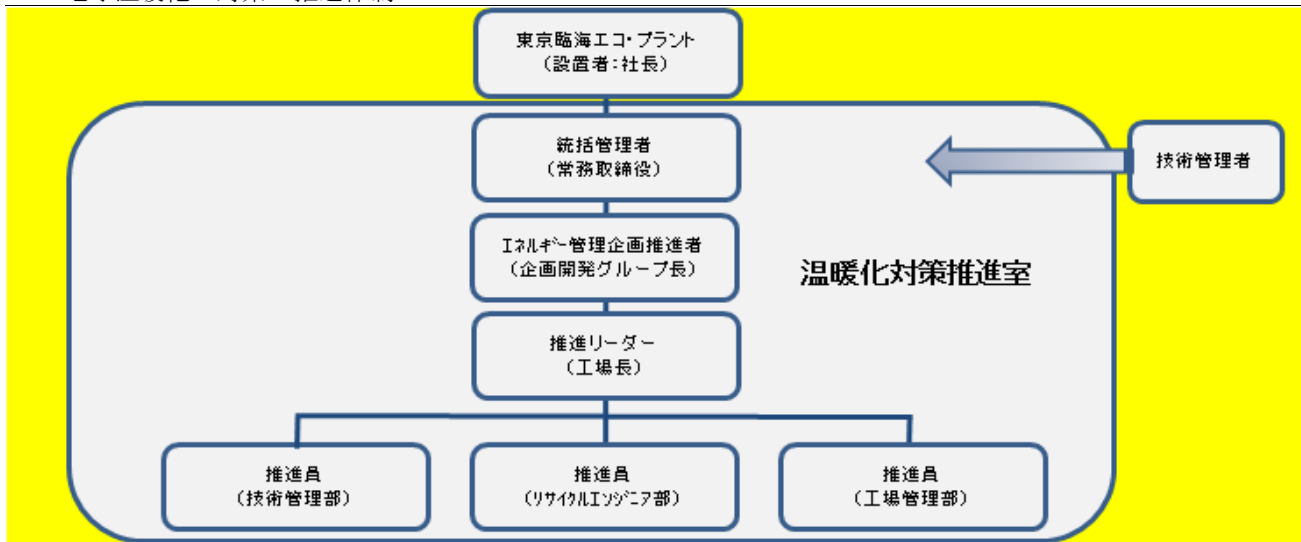 東京臨海エコ・プラント
(設置者:社長)
統括管理者
(常務取締役)
技術管理者
ｴﾈﾙｷﾞｰ管理企画推進者
(企画開発グループ長)
温暖化対策推進室
推進リーダー
(工場長)
推進員
(技術管理部)
推進員
(ﾘｻｲｸﾙｴﾝｼﾞﾆｱ部)
推進員
(工場管理部)